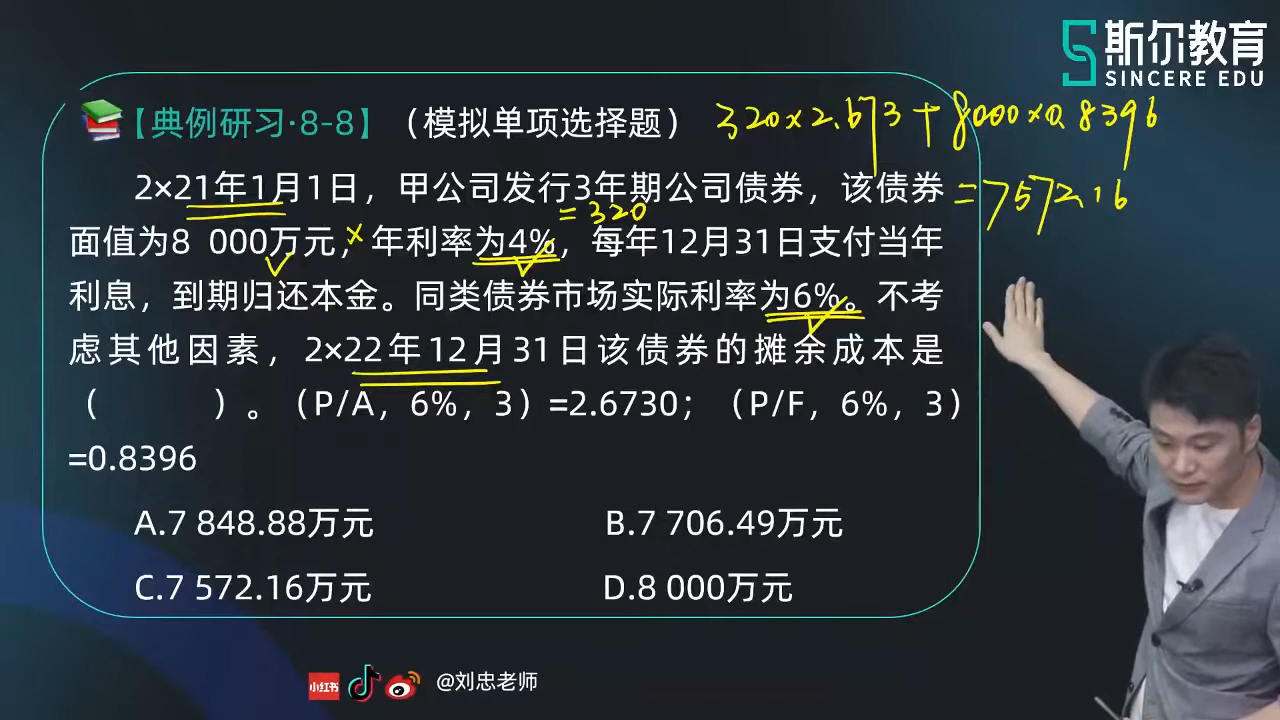 斯尔教育
SINCERE EDU
【典例研习·8-8】（模拟单项选择题）
320×2.673+8000×0.8396
=7572.16
2×21年1月1日，甲公司发行3年期公司债券，该债券
=320
面值为8 000万元，×年利率为4%，每年12月31日支付当年
利息，到期归还本金。同类债券市场实际利率为6%。不考
虑其他因素，2×22年12月31日该债券的摊余成本是
（ ）。（P/A，6%，3）=2.6730；（P/F，6%，3）
=0.8396
A.7 848.88万元
B.7 706.49万元
C.7 572.16万元
D.8 000万元
小红书
@刘忠老师